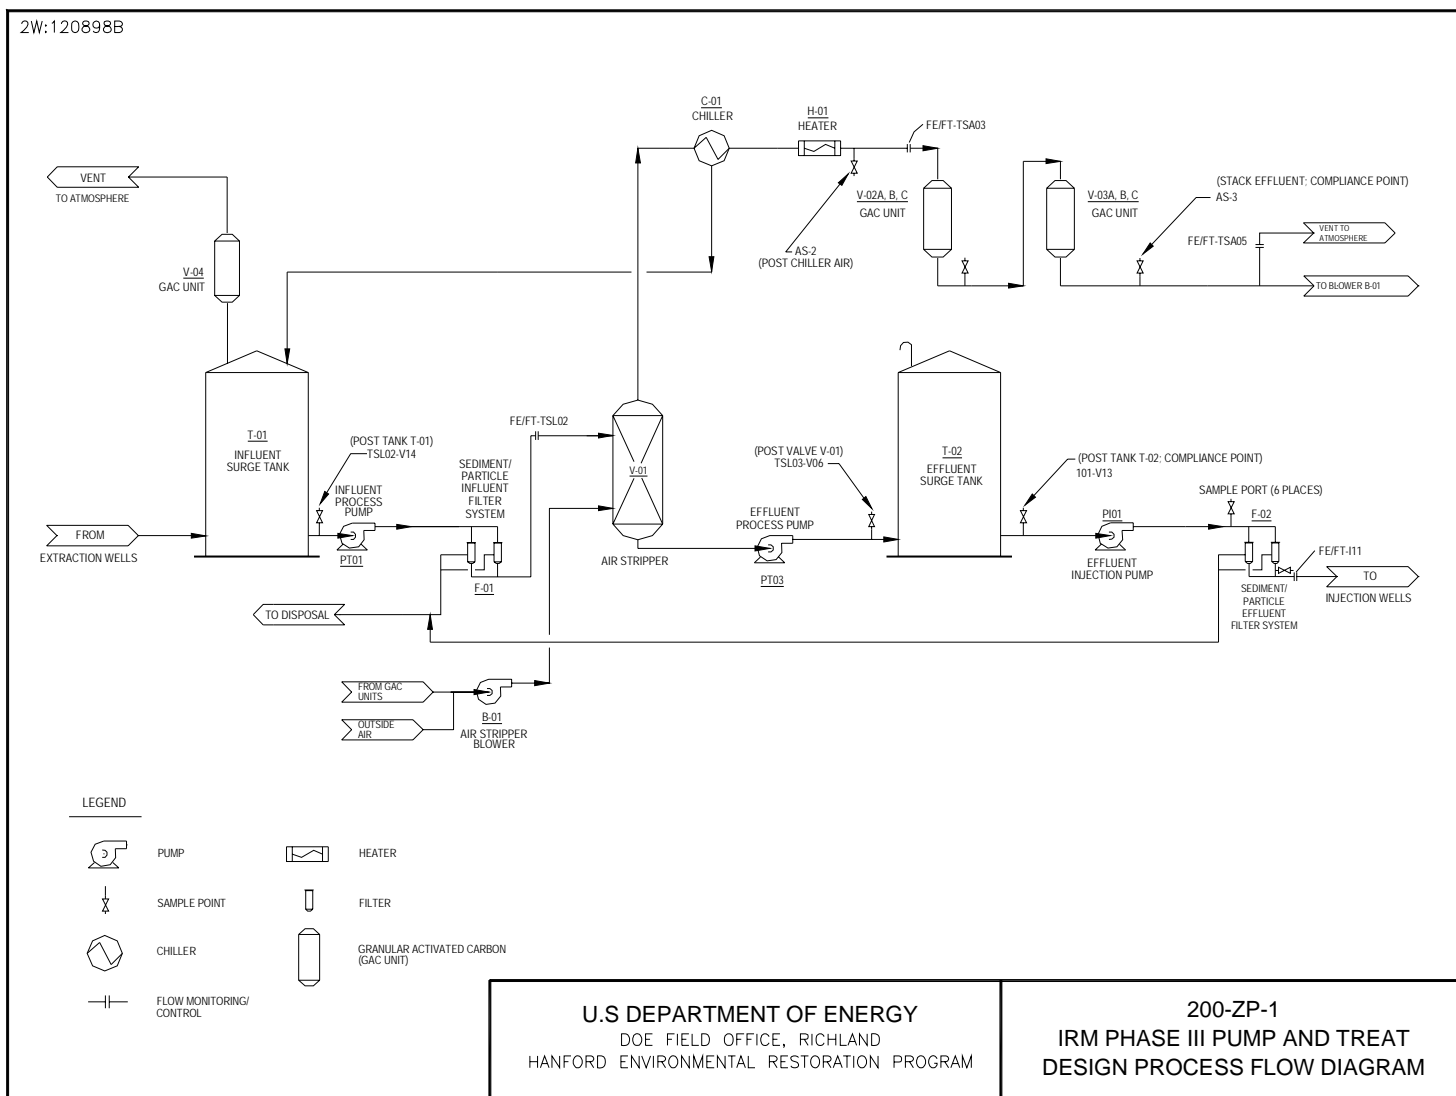 2W:120898B
C-01
CHILLER
H-01
HEATER
FE/FT-TSA03
VENT
TO ATMOSPHERE
V-04
GAC UNIT
V-02A, B, C
GAC UNIT
V-03A, B, C
GAC UNIT
(STACK EFFLUENT; COMPLIANCE POINT)
AS-3
AS-2
(POST CHILLER AIR)
FE/FT-TSA05
VENT TO
ATMOSPHERE
TO BLOWER B-01
T-01
INFLUENT
SURGE TANK
(POST TANK T-01)
TSL02-V14
INFLUENT
PROCESS
PUMP
PT01
SEDIMENT/
PARTICLE
INFLUENT
FILTER
SYSTEM
F-01
FE/FT-TSL02
V-01
AIR STRIPPER
(POST VALVE V-01)
TSL03-V06
EFFLUENT
PROCESS PUMP
PT03
T-02
EFFLUENT
SURGE TANK
(POST TANK T-02; COMPLIANCE POINT)
101-V13
PI01
EFFLUENT
INJECTION PUMP
SAMPLE PORT (6 PLACES)
F-02
SEDIMENT/
PARTICLE
EFFLUENT
FILTER SYSTEM
FE/FT-I11
TO
INJECTION WELLS
FROM
EXTRACTION WELLS
TO DISPOSAL
FROM GAC
UNITS
OUTSIDE
AIR
B-01
AIR STRIPPER
BLOWER
LEGEND
PUMP
HEATER
SAMPLE POINT
FILTER
CHILLER
GRANULAR ACTIVATED CARBON
(GAC UNIT)
FLOW MONITORING/
CONTROL
U.S DEPARTMENT OF ENERGY
DOE FIELD OFFICE, RICHLAND
HANFORD ENVIRONMENTAL RESTORATION PROGRAM
200-ZP-1
IRM PHASE III PUMP AND TREAT
DESIGN PROCESS FLOW DIAGRAM